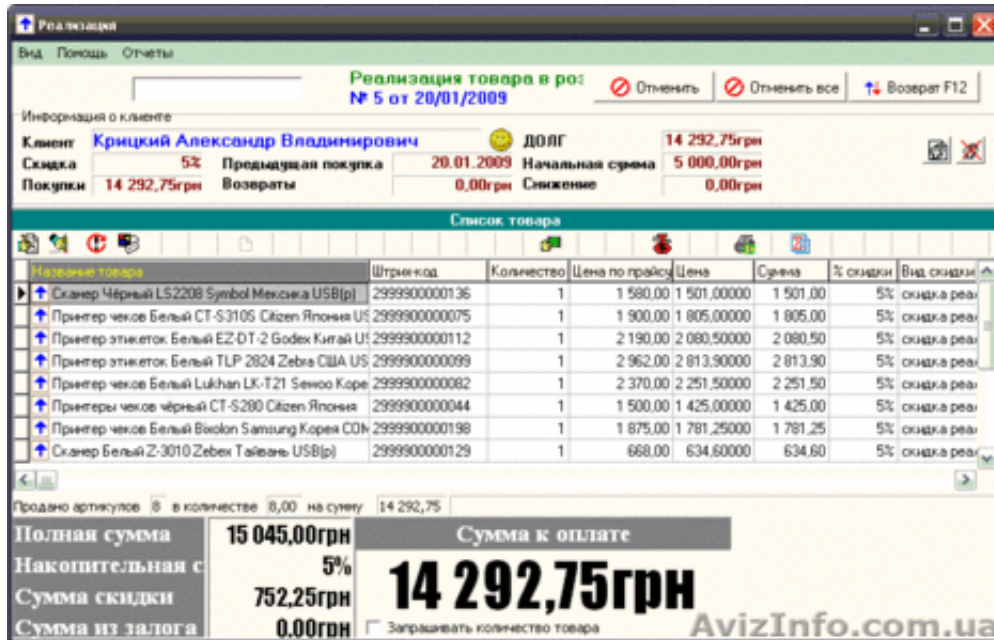 Реализация
Вид Помощь Отчеты
Реализация товара в роз
№ 5 от 20/01/2009
Отменить Отменить все Возврат F12
Информация о клиенте
Клиент Крицкий Александр Владимирович ДОЛГ 14 292,75грн
Скидка 5% Предыдущая покупка 20.01.2009 Начальная сумма 5 000,00грн
Покупки 14 292,75грн Возвраты 0,00грн Снижение 0,00грн
Список товара
Название товара Штрих-код Количество Цена по прайсу Цена Сумма % скидки Вид скидки
Сканер Чёрный LS2208 Symbol Мексика USB(р) 2999900000136 1 1 580,00 1 501,00000 1 501,00 5% скидка реа
Принтер чеков Белый CT-S310S Citizen Япония US 2999900000075 1 1 900,00 1 805,00000 1 805,00 5% скидка реа
Принтер этикеток Белый EZ-DT-2 Godex Китай US 2999900000112 1 2 190,00 2 080,50000 2 080,50 5% скидка реа
Принтер этикеток Белый TLP 2824 Zebra США US 2999900000099 1 2 962,00 2 813,90000 2 813,90 5% скидка реа
Принтер чеков Белый Lukhan LK-T21 Sewoo Коре 2999900000082 1 2 370,00 2 251,50000 2 251,50 5% скидка реа
Принтеры чеков чёрный CT-S280 Citizen Япония 2999900000044 1 1 500,00 1 425,00000 1 425,00 5% скидка реа
Принтер чеков Белый Bixolon Samsung Корея COM 2999900000198 1 1 875,00 1 781,25000 1 781,25 5% скидка реа
Сканер Белый Z-3010 Zebex Тайвань USB(р) 2999900000129 1 668,00 634,60000 634,60 5% скидка реа
Продано артикулов 8 в количестве 8,00 на сумму 14 292,75
Полная сумма 15 045,00грн Сумма к оплате
Накопительная с 5%
14 292,75грн
Сумма скидки 752,25грн
Сумма из залога 0,00грн Запрашивать количество товара
AvizInfo.com.ua